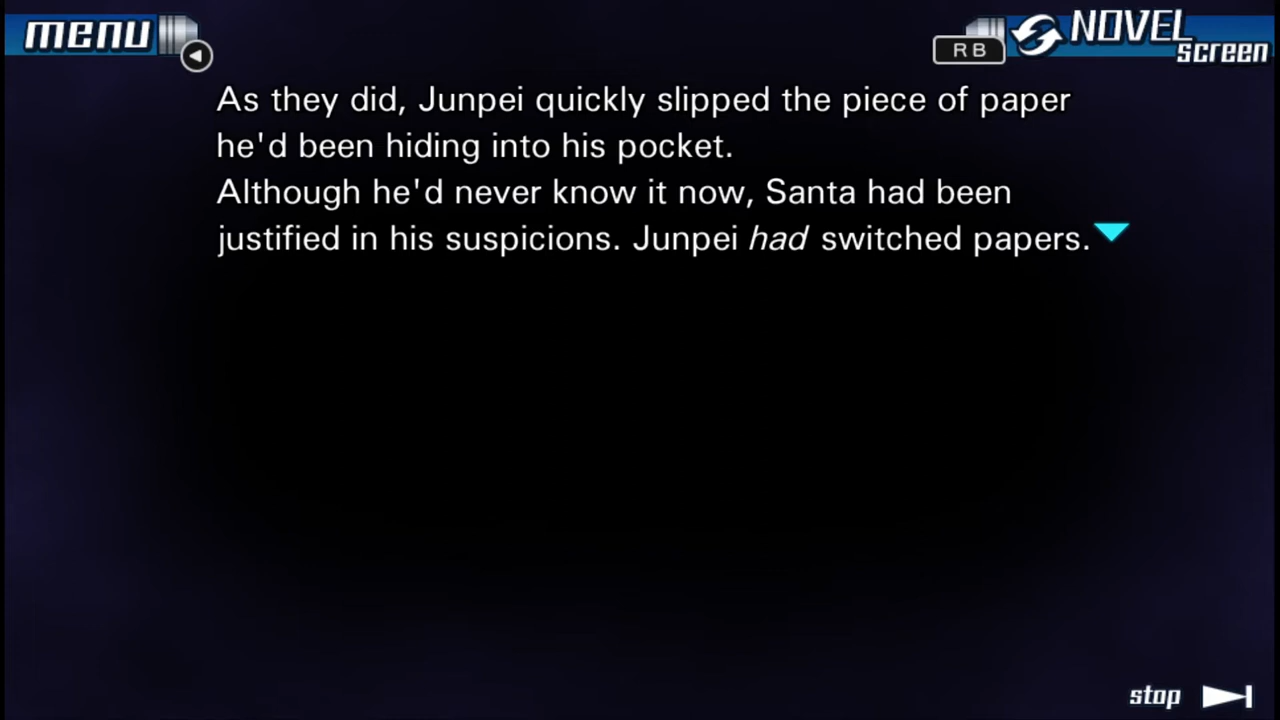 menu
NOVEL
RB
screen
As they did, Junpei quickly slipped the piece of paper
he'd been hiding into his pocket.
Although he'd never know it now, Santa had been
justified in his suspicions. Junpei had switched papers.
stop